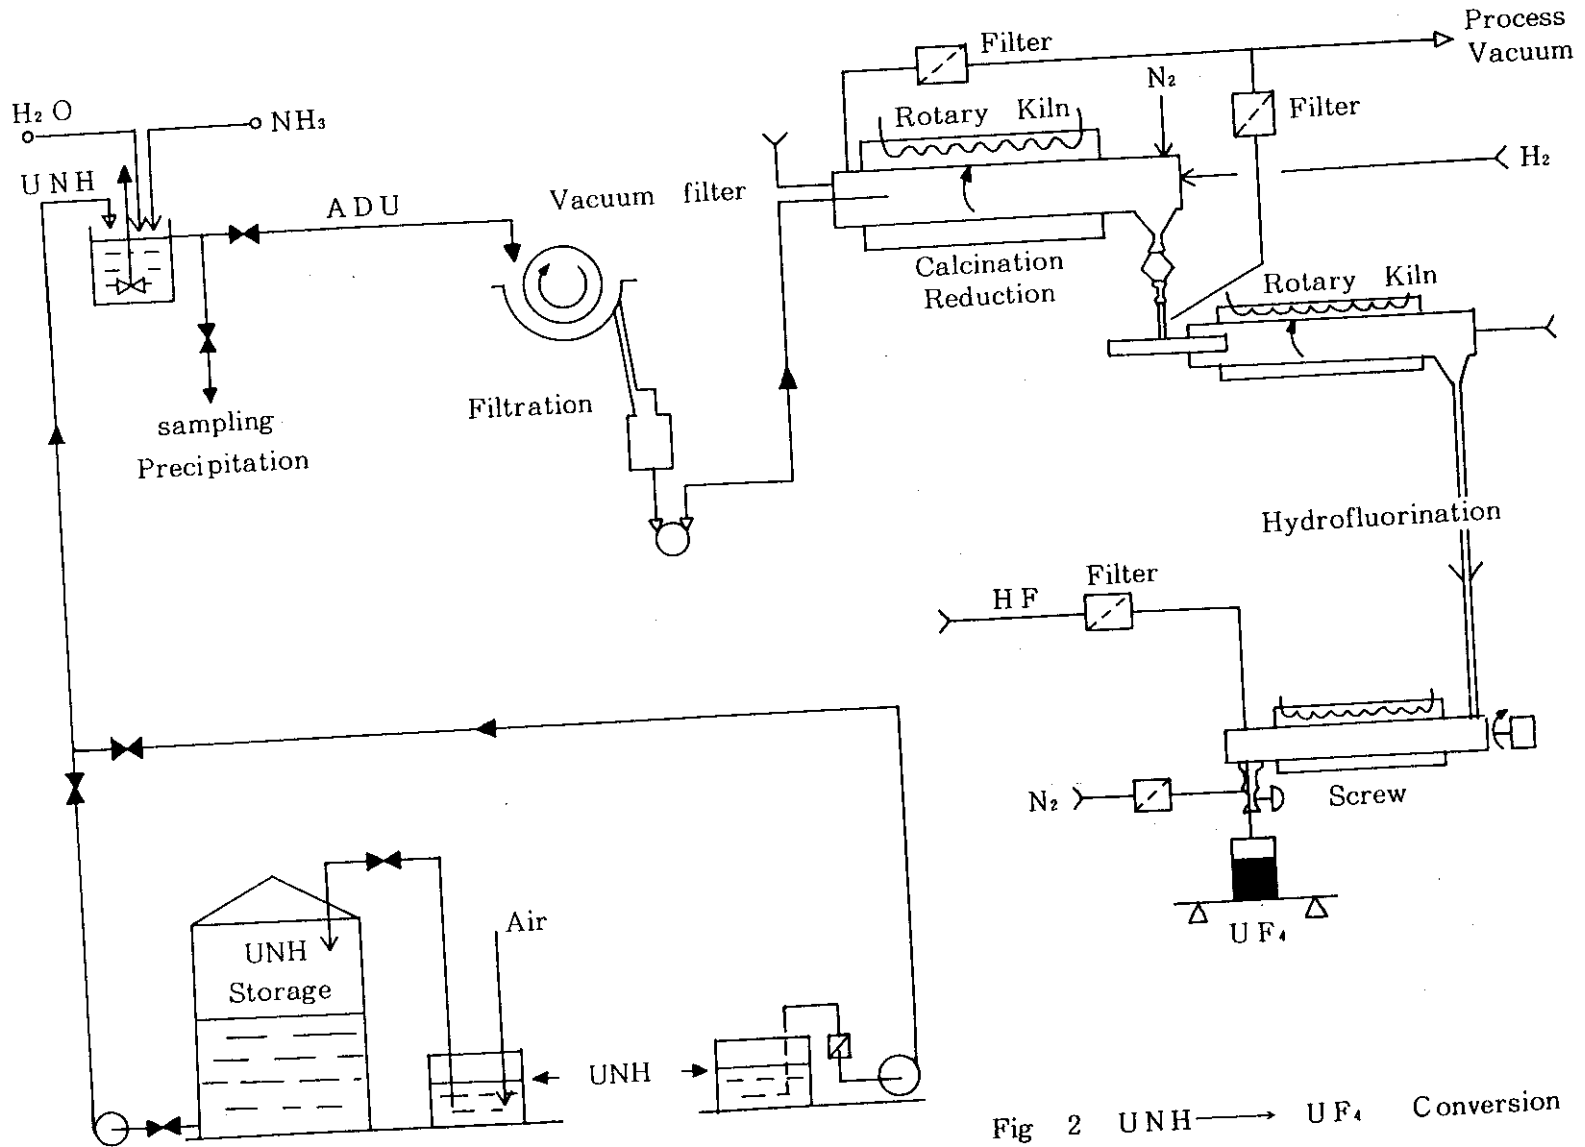 Process
Vacuum
Filter
N₂
H₂O
NH₃
Rotary Kiln
Filter
H₂
UNH
ADU
Vacuum filter
Calcination
Reduction
Rotary Kiln
Filtration
sampling
Precipitation
Hydrofluorination
Filter
HF
N₂
Screw
Air
UNH
Storage
UF₄
UNH
Fig 2 UNH⟶ UF₄ Conversion